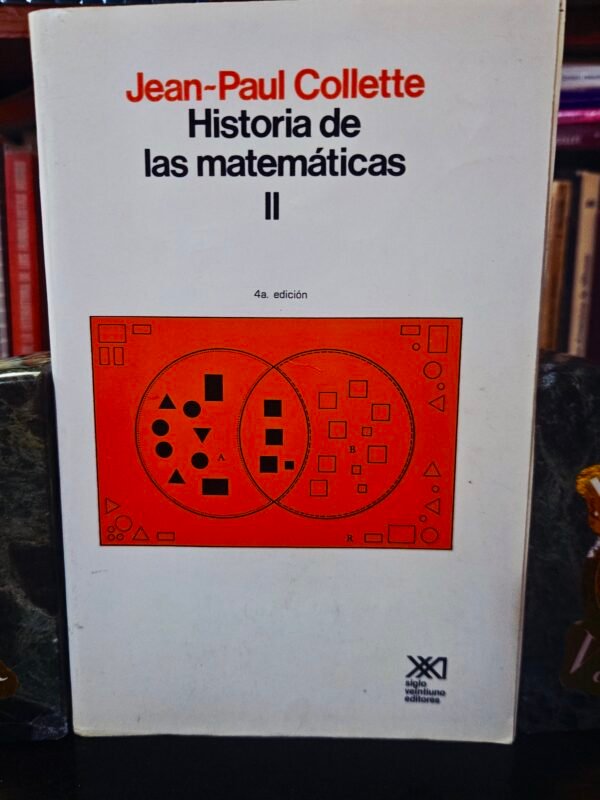 Jean-Paul Collette
Historia de
las matemáticas
II
4a. edición
A
B
R
siglo
veintiuno
editores